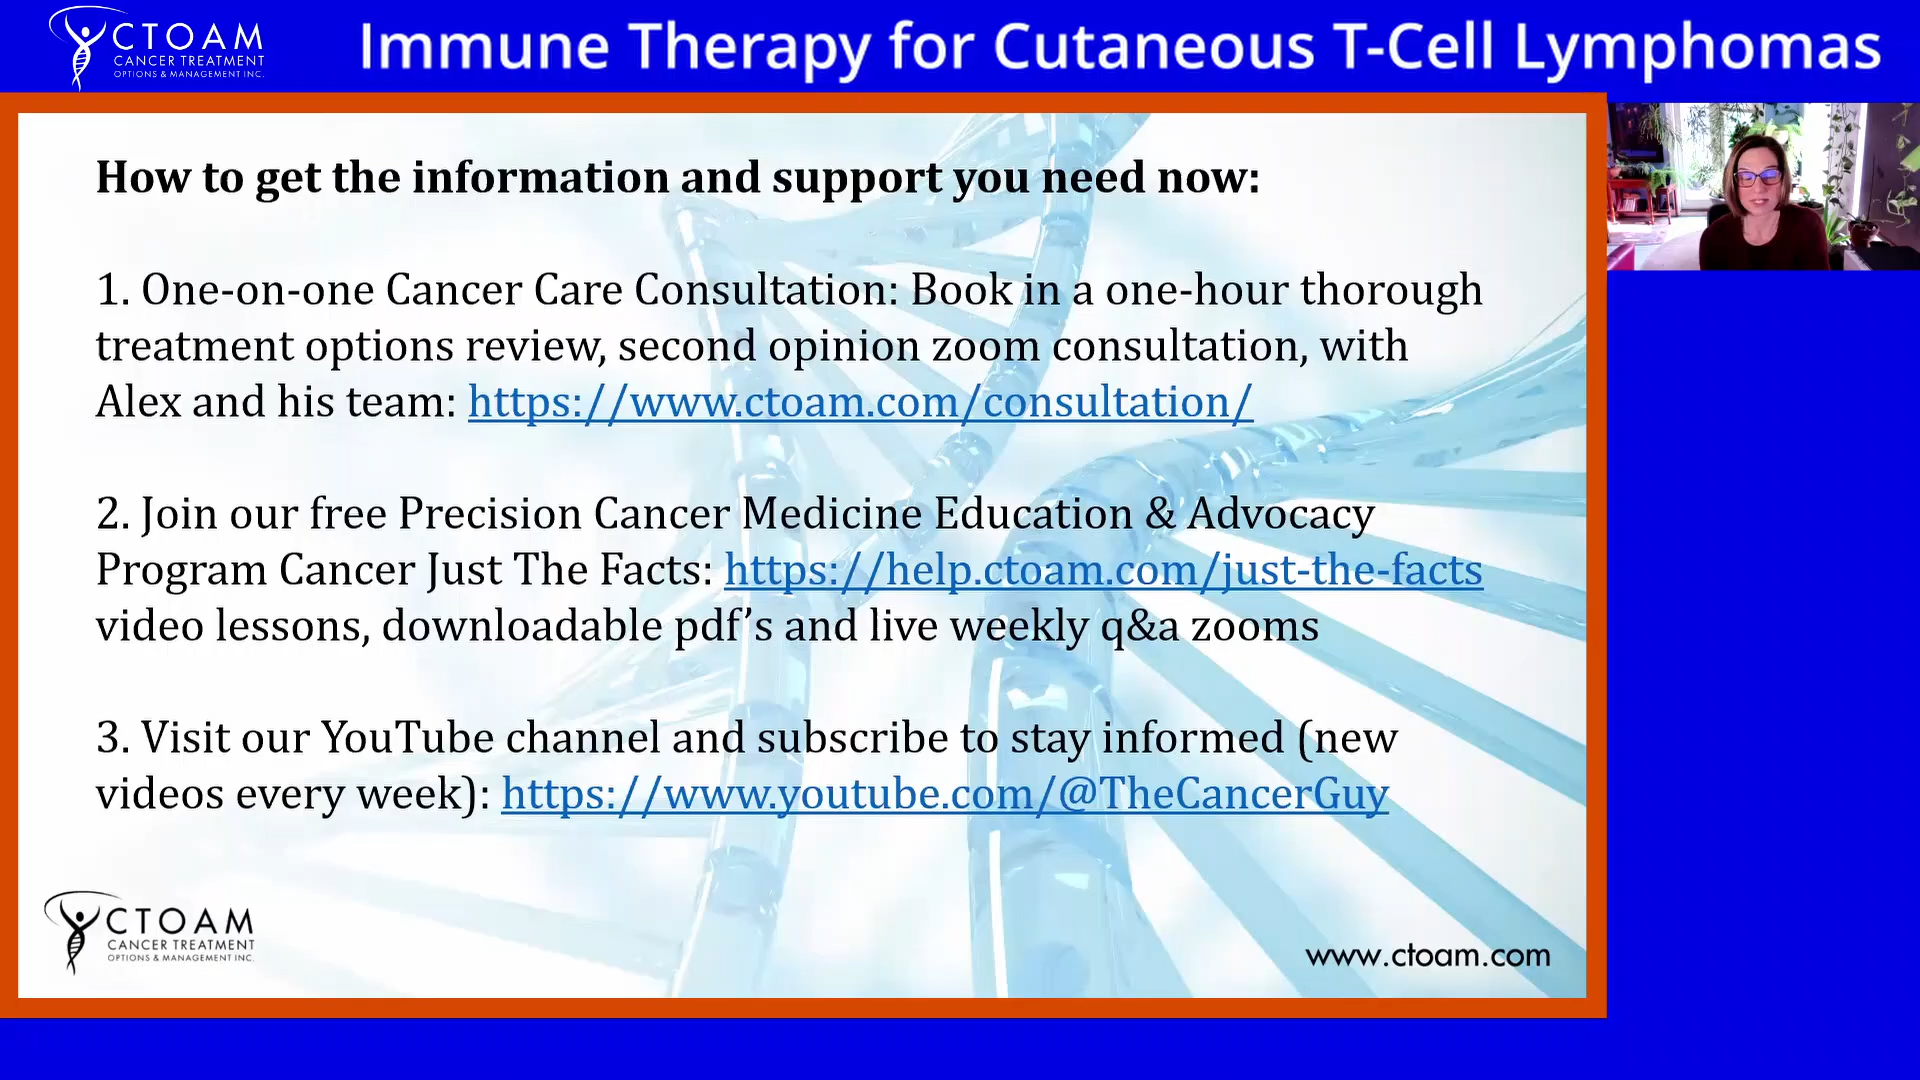 CTOAM
CANCER TREATMENT
OPTIONS & MANAGEMENT INC.
Immune Therapy for Cutaneous T-Cell Lymphomas
How to get the information and support you need now:
1. One-on-one Cancer Care Consultation: Book in a one-hour thorough
treatment options review, second opinion zoom consultation, with
Alex and his team: https://www.ctoam.com/consultation/
2. Join our free Precision Cancer Medicine Education & Advocacy
Program Cancer Just The Facts: https://help.ctoam.com/just-the-facts
video lessons, downloadable pdf’s and live weekly q&a zooms
3. Visit our YouTube channel and subscribe to stay informed (new
videos every week): https://www.youtube.com/@TheCancerGuy
CTOAM
CANCER TREATMENT
OPTIONS & MANAGEMENT INC.
www.ctoam.com